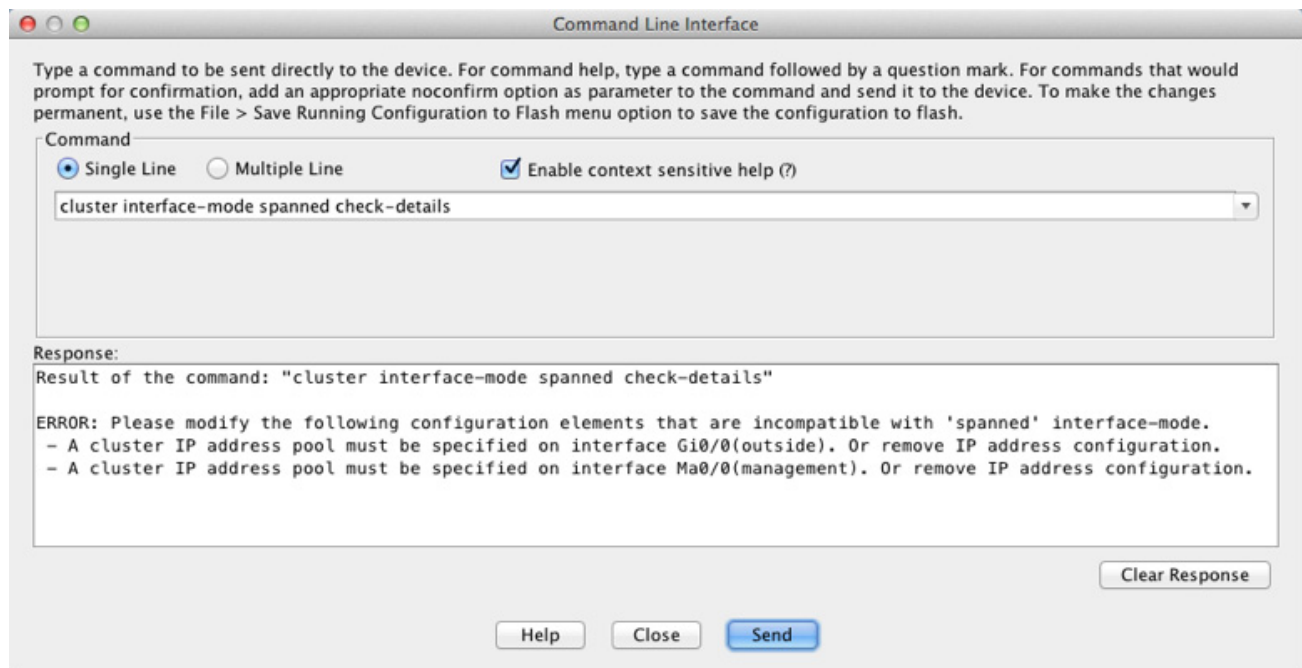 Command Line Interface
Type a command to be sent directly to the device. For command help, type a command followed by a question mark. For commands that would
prompt for confirmation, add an appropriate noconfirm option as parameter to the command and send it to the device. To make the changes
permanent, use the File > Save Running Configuration to Flash menu option to save the configuration to flash.
Command
Single Line Multiple Line Enable context sensitive help (?)
cluster interface-mode spanned check-details
Response:
Result of the command: "cluster interface-mode spanned check-details"
ERROR: Please modify the following configuration elements that are incompatible with 'spanned' interface-mode.
- A cluster IP address pool must be specified on interface Gi0/0(outside). Or remove IP address configuration.
- A cluster IP address pool must be specified on interface Ma0/0(management). Or remove IP address configuration.
Clear Response
Help Close Send